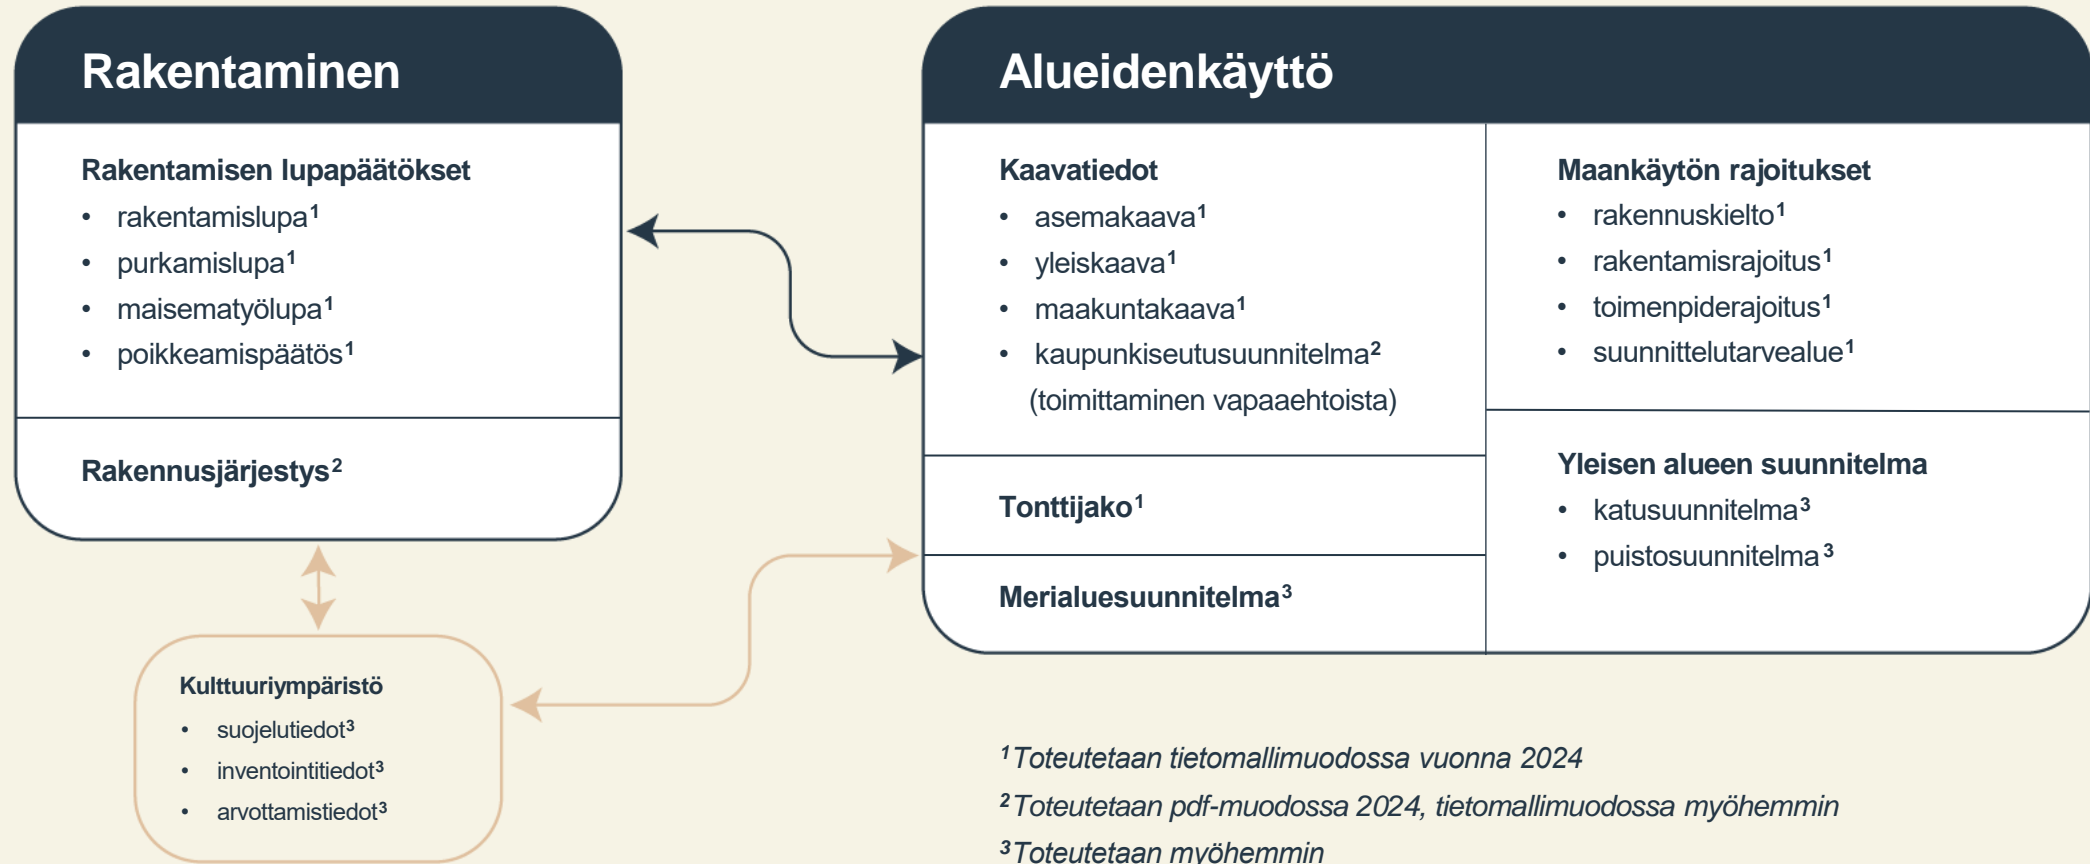 Rakentaminen
Rakentamisen lupapäätökset
• rakentamislupa¹
• purkamislupa¹
• maisematyölupa¹
• poikkeamispäätös¹
Rakennusjärjestys²
Kulttuuriympäristö
• suojelutiedot³
• inventointitiedot³
• arvottamistiedot³
Alueidenkäyttö
Kaavatiedot
• asemakaava¹
• yleiskaava¹
• maakuntakaava¹
• kaupunkiseutusuunnitelma²
(toimittaminen vapaaehtoista)
Tonttijako¹
Merialuesuunnitelma³
Maankäytön rajoitukset
• rakennuskielto¹
• rakentamisrajoitus¹
• toimenpiderajoitus¹
• suunnittelutarvealue¹
Yleisen alueen suunnitelma
• katusuunnitelma³
• puistosuunnitelma³
¹Toteutetaan tietomallimuodossa vuonna 2024
²Toteutetaan pdf-muodossa 2024, tietomallimuodossa myöhemmin
³Toteutetaan myöhemmin